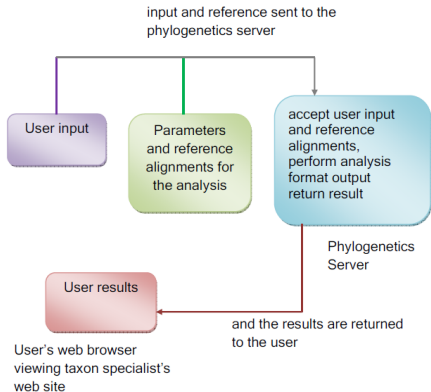 input and reference sent to the
phylogenetics server
User input
Parameters
and reference
alignments for
the analysis
accept user input
and reference
alignments,
perform analysis
format output
return result
Phylogenetics
Server
User results
and the results are returned
to the user
User's web browser
viewing taxon specialist's
web site